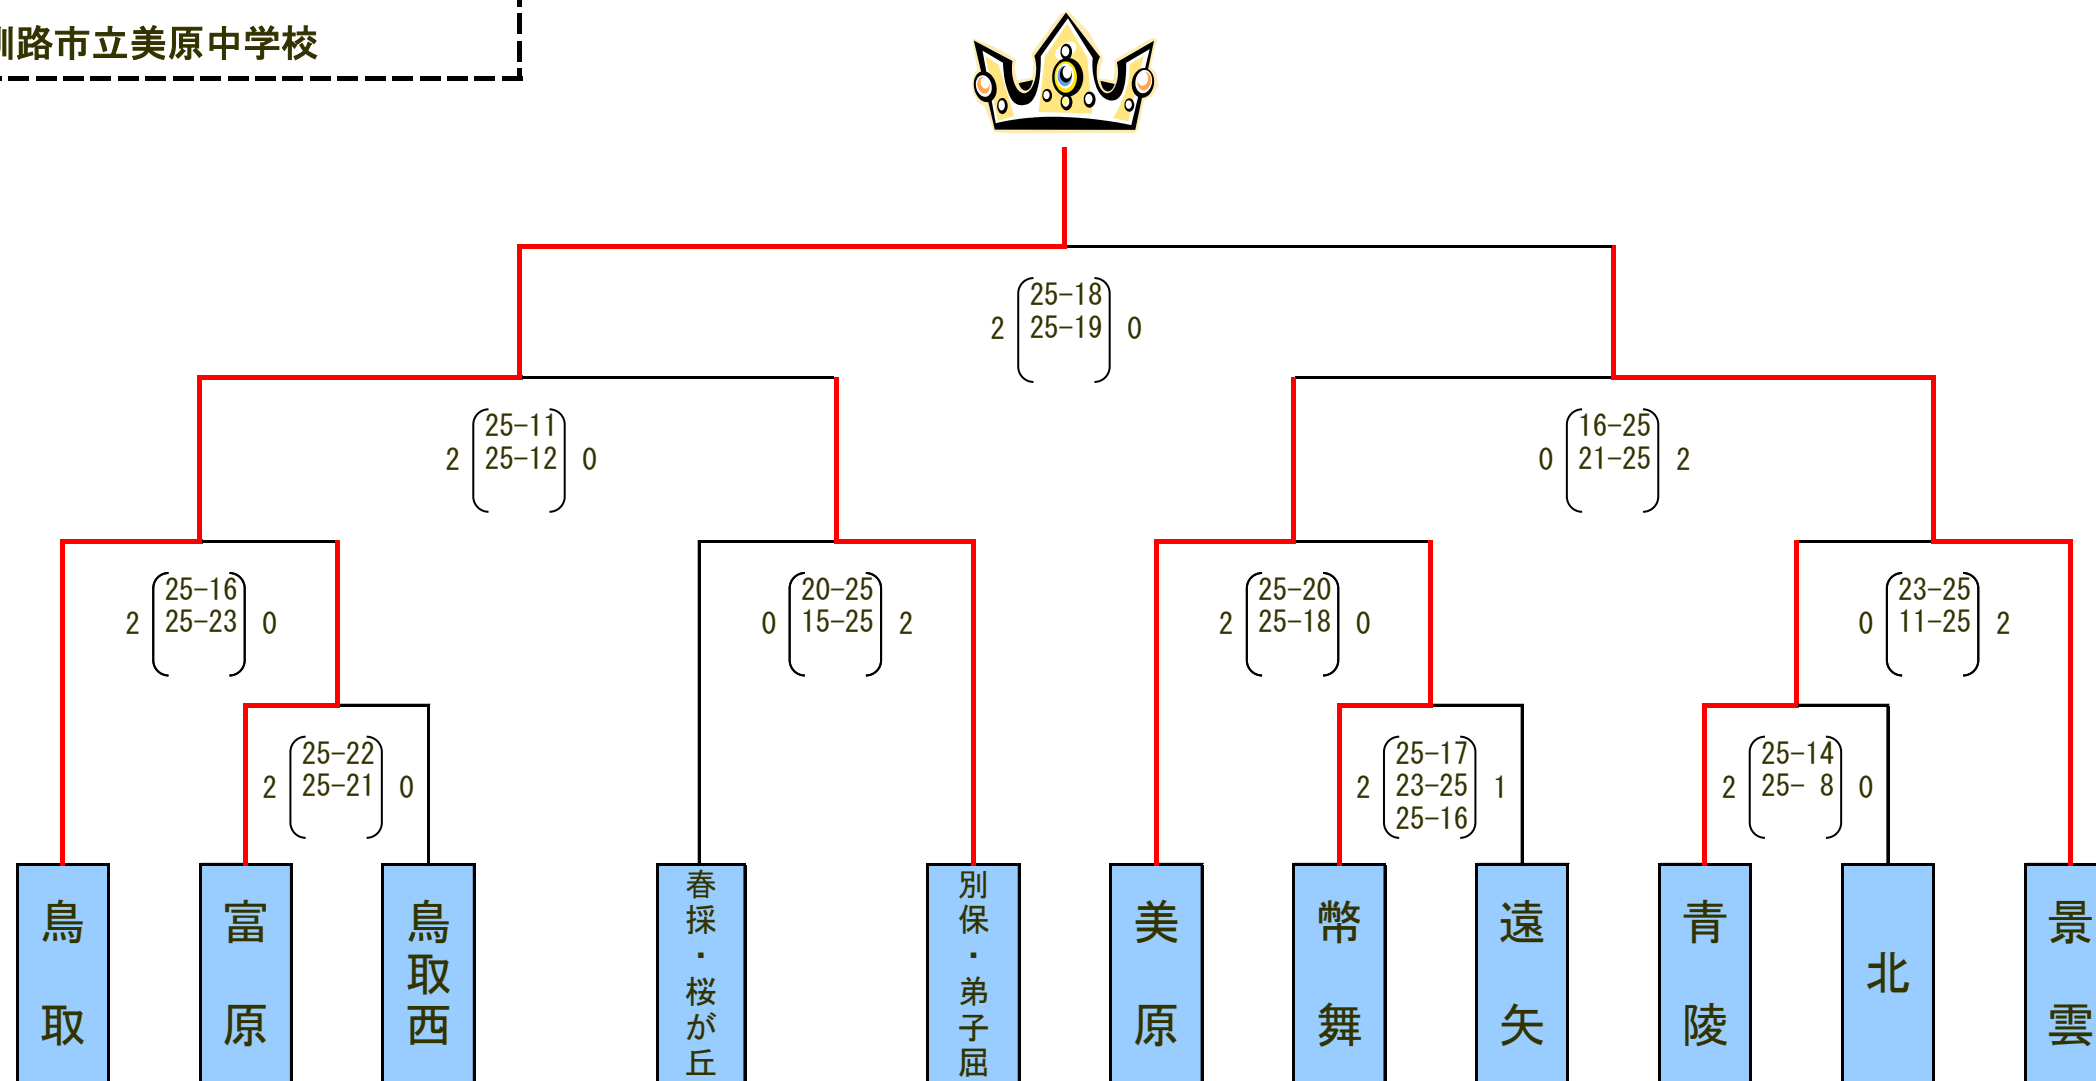 釧路市立美原中学校
25-18
2 25-19 0
25-11
2 25-12 0
16-25
0 21-25 2
25-16
2 25-23 0
20-25
0 15-25 2
25-20
2 25-18 0
23-25
0 11-25 2
25-22
2 25-21 0
25-17
2 23-25 1
25-16
25-14
2 25- 8 0
鳥取
富原
鳥取西
春採・桜が丘
別保・弟子屈
美原
幣舞
遠矢
青陵
北
景雲